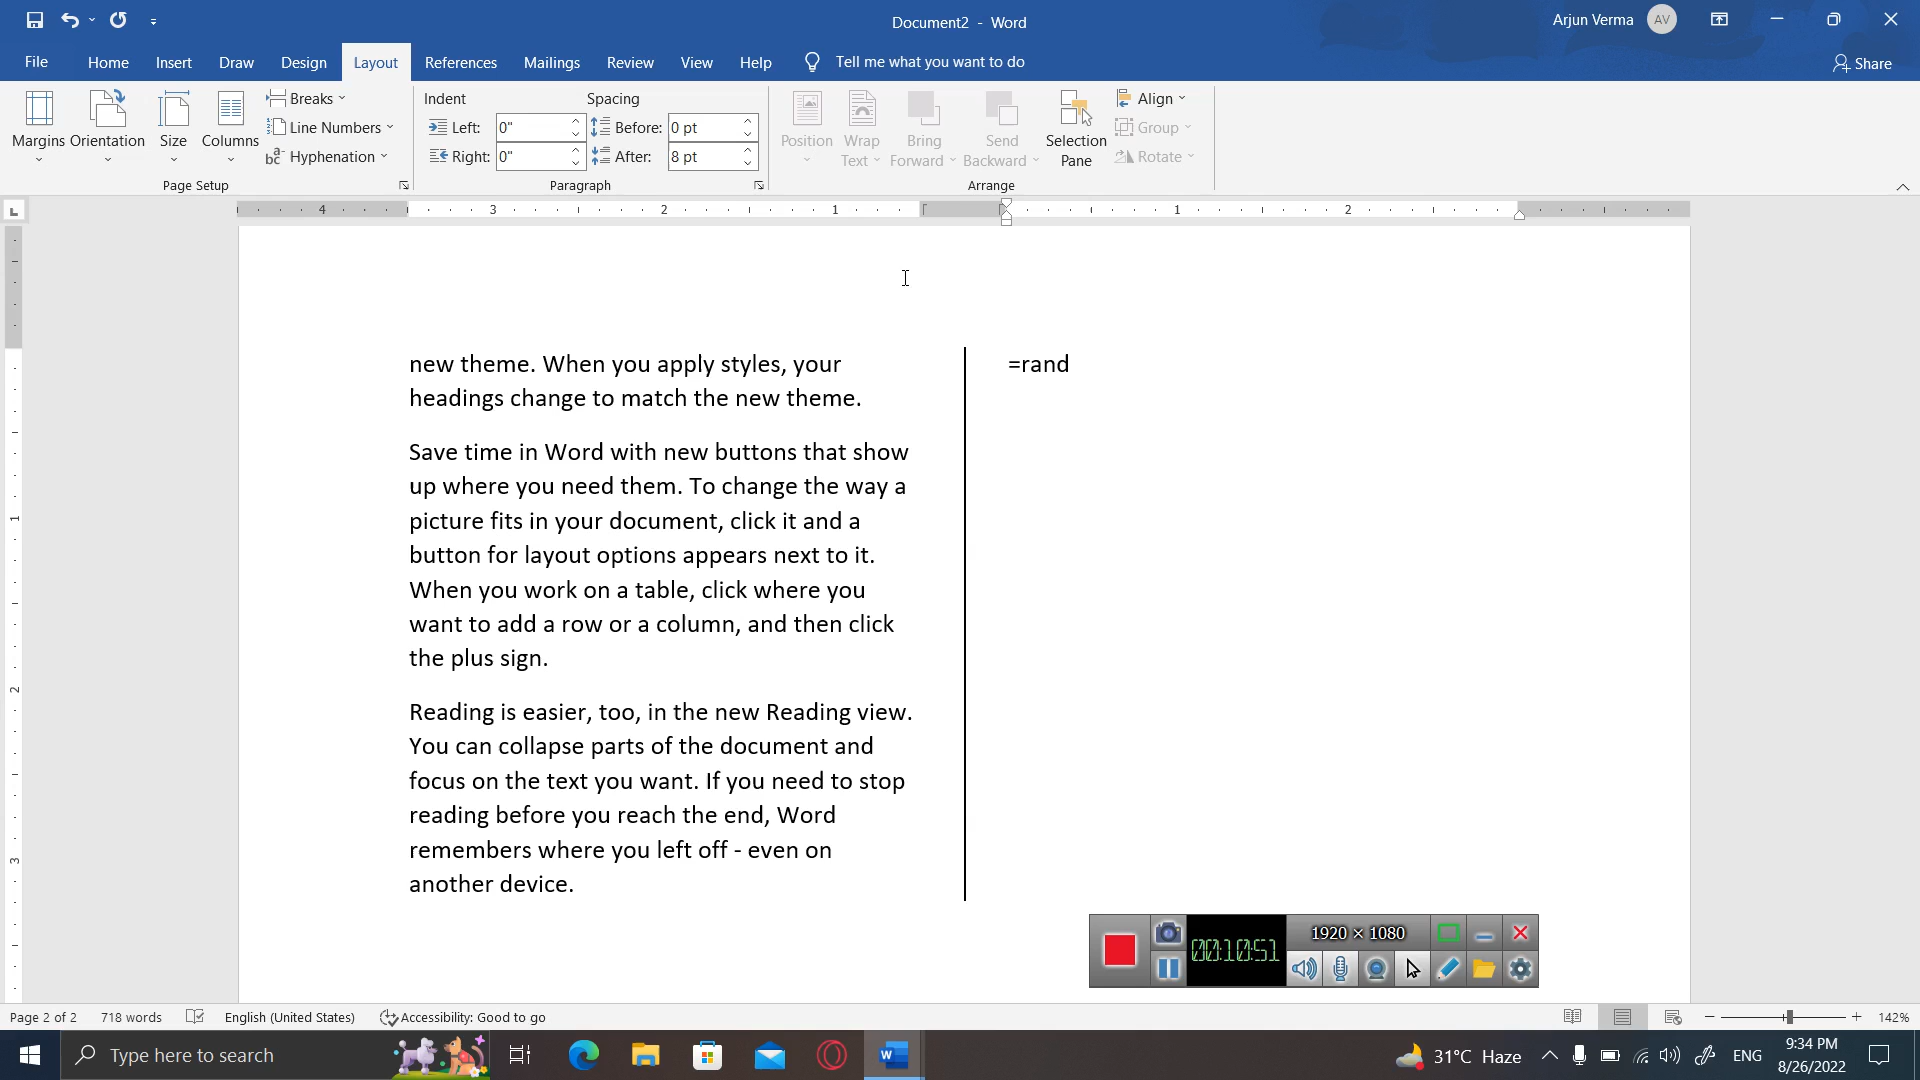 Document2 - Word
Arjun Verma AV
File Home Insert Draw Design Layout References Mailings Review View Help Tell me what you want to do Share
Margins Orientation Size Columns
Breaks
Line Numbers
Hyphenation
Page Setup
Indent Spacing
Left: 0" Before: 0 pt
Right: 0" After: 8 pt
Paragraph
Position Wrap Text Bring Forward Send Backward Selection Pane
Align
Group
Rotate
Arrange
4 3 2 1 1 2
new theme. When you apply styles, your
headings change to match the new theme.
Save time in Word with new buttons that show
up where you need them. To change the way a
picture fits in your document, click it and a
button for layout options appears next to it.
When you work on a table, click where you
want to add a row or a column, and then click
the plus sign.
Reading is easier, too, in the new Reading view.
You can collapse parts of the document and
focus on the text you want. If you need to stop
reading before you reach the end, Word
remembers where you left off - even on
another device.
=rand
1
2
3
00:10:51
1920 × 1080
Page 2 of 2 718 words English (United States) Accessibility: Good to go 142%
Type here to search
31°C Haze ENG
9:34 PM
8/26/2022